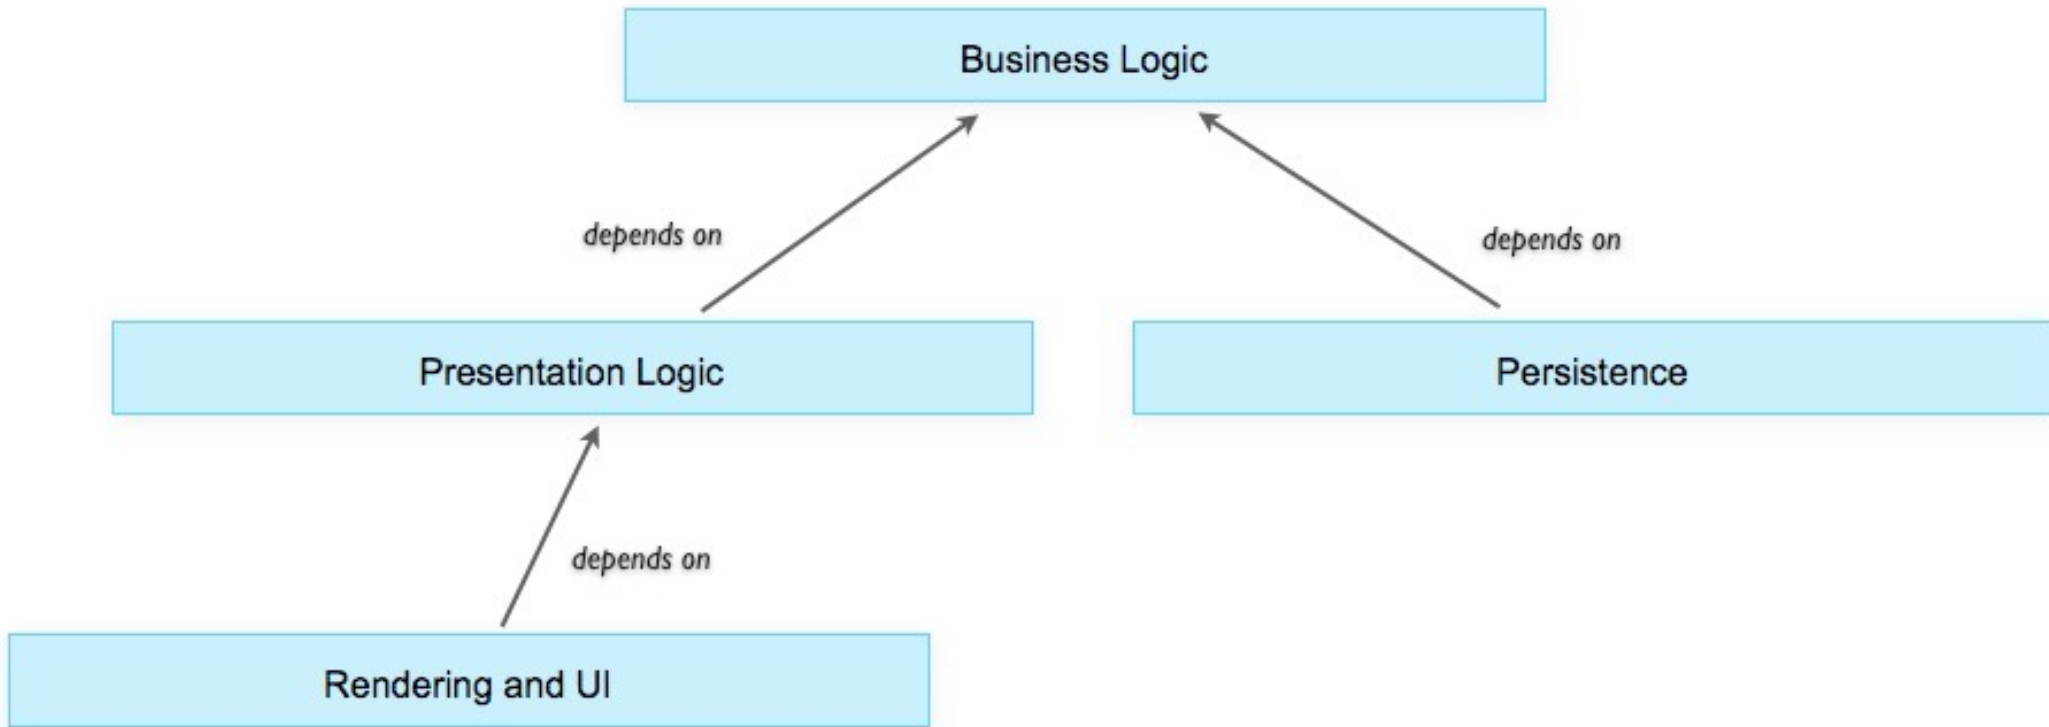 Business Logic
depends on
depends on
Presentation Logic
Persistence
depends on
Rendering and UI